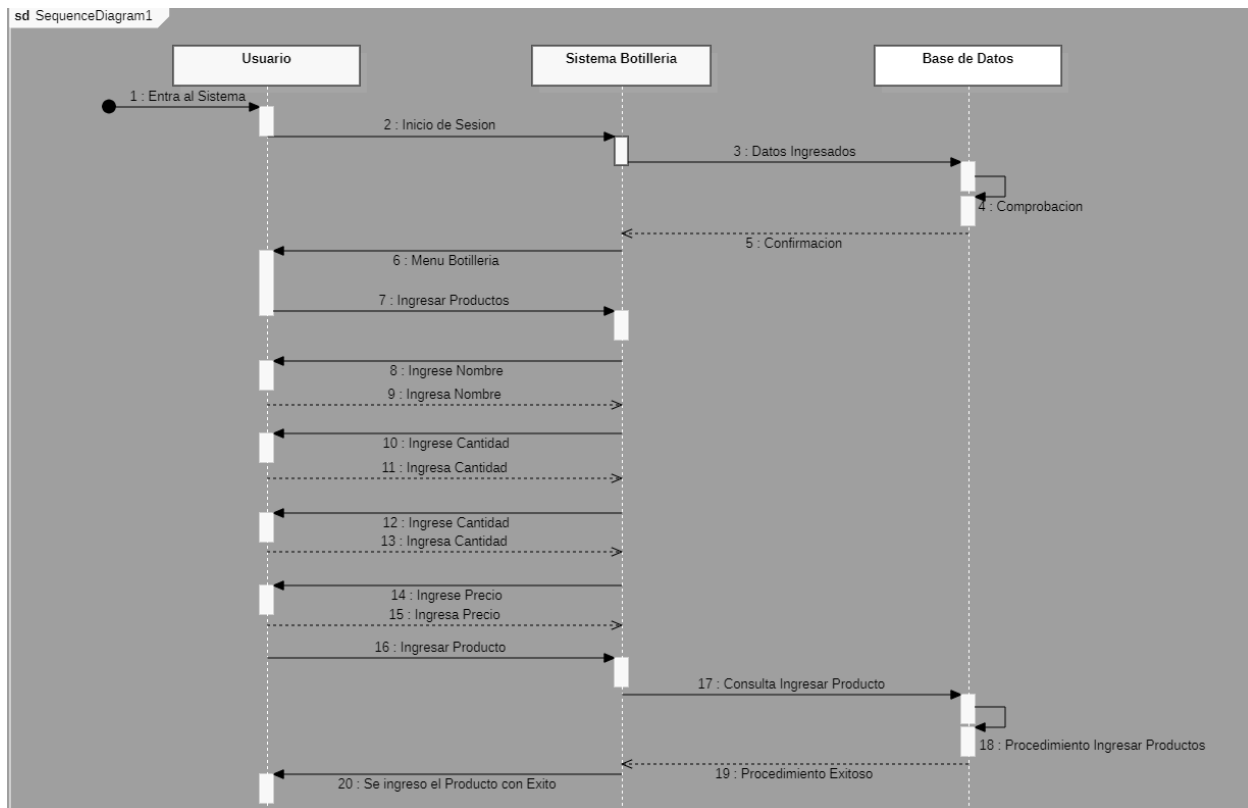 sd SequenceDiagram1
Usuario
Sistema Botilleria
Base de Datos
1 : Entra al Sistema
2 : Inicio de Sesion
3 : Datos Ingresados
4 : Comprobacion
5 : Confirmacion
6 : Menu Botilleria
7 : Ingresar Productos
8 : Ingrese Nombre
9 : Ingresa Nombre
10 : Ingrese Cantidad
11 : Ingresa Cantidad
12 : Ingrese Cantidad
13 : Ingresa Cantidad
14 : Ingrese Precio
15 : Ingresa Precio
16 : Ingresar Producto
17 : Consulta Ingresar Producto
18 : Procedimiento Ingresar Productos
19 : Procedimiento Exitoso
20 : Se ingreso el Producto con Exito